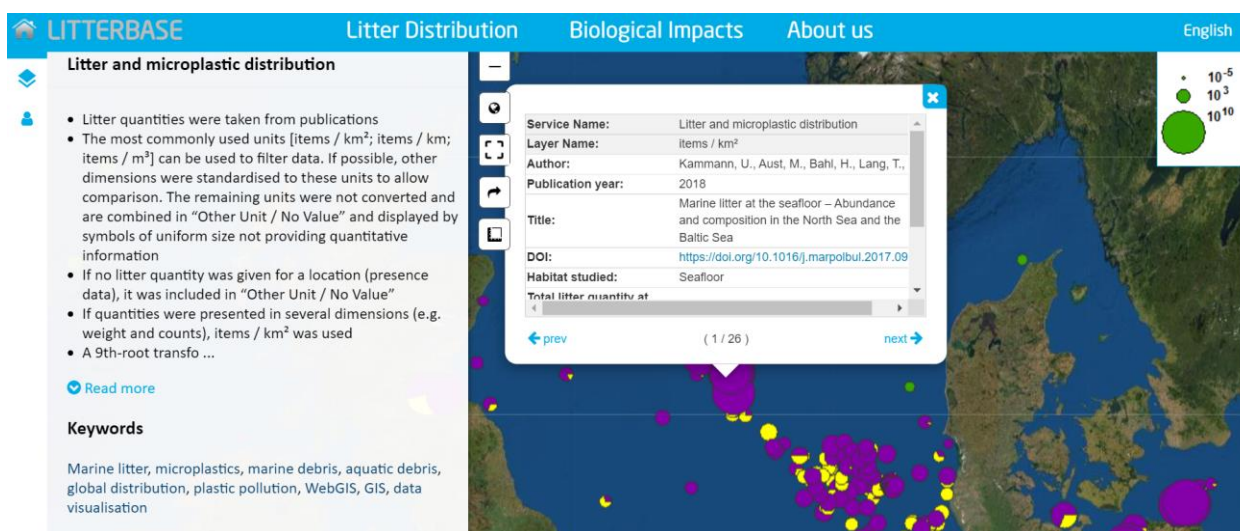 LITTERBASE
Litter Distribution
Biological Impacts
About us
English
Litter and microplastic distribution
• Litter quantities were taken from publications
• The most commonly used units [items / km²; items / km;
items / m³] can be used to filter data. If possible, other
dimensions were standardised to these units to allow
comparison. The remaining units were not converted and
are combined in “Other Unit / No Value” and displayed by
symbols of uniform size not providing quantitative
information
• If no litter quantity was given for a location (presence
data), it was included in “Other Unit / No Value”
• If quantities were presented in several dimensions (e.g.
weight and counts), items / km² was used
• A 9th-root transfo ...
Read more
Keywords
Marine litter, microplastics, marine debris, aquatic debris,
global distribution, plastic pollution, WebGIS, GIS, data
visualisation
Service Name: Litter and microplastic distribution
Layer Name: items / km²
Author: Kammann, U., Aust, M., Bahl, H., Lang, T.,
Publication year: 2018
Title: Marine litter at the seafloor – Abundance
and composition in the North Sea and the
Baltic Sea
DOI: https://doi.org/10.1016/j.marpolbul.2017.09
Habitat studied: Seafloor
Total litter quantity at
prev
( 1 / 26 )
next
10⁻⁵
10³
10¹⁰